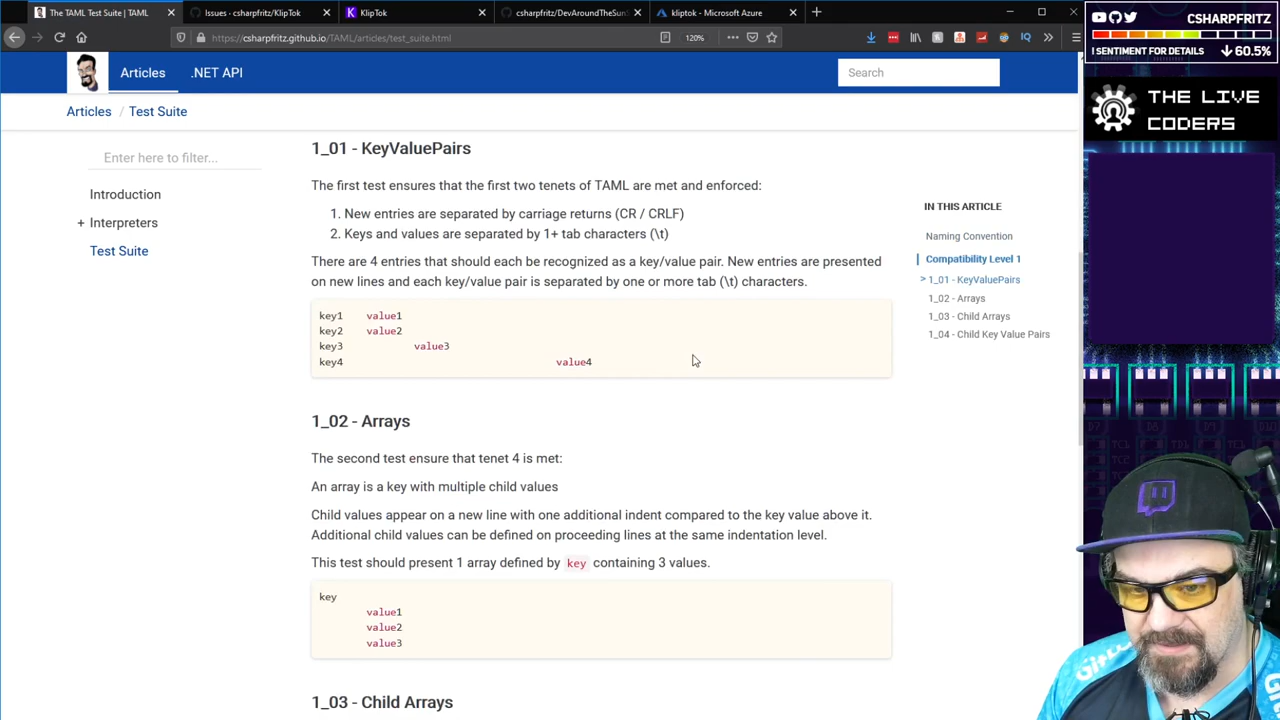 The TAML Test Suite | TAML
Issues · csharpfritz/KlipTok
KlipTok
csharpfritz/DevAroundTheSun
kliptok - Microsoft Azure
https://csharpfritz.github.io/TAML/articles/test_suite.html
120%
IQ
CSHARPFRITZ
! SENTIMENT FOR DETAILS
60.5%
THE LIVE
CODERS
Articles
.NET API
Search
Articles / Test Suite
Enter here to filter...
Introduction
+ Interpreters
Test Suite
1_01 - KeyValuePairs
The first test ensures that the first two tenets of TAML are met and enforced:
1. New entries are separated by carriage returns (CR / CRLF)
2. Keys and values are separated by 1+ tab characters (\t)
There are 4 entries that should each be recognized as a key/value pair. New entries are presented
on new lines and each key/value pair is separated by one or more tab (\t) characters.
key1 value1
key2 value2
key3 value3
key4 value4
1_02 - Arrays
The second test ensure that tenet 4 is met:
An array is a key with multiple child values
Child values appear on a new line with one additional indent compared to the key value above it.
Additional child values can be defined on proceeding lines at the same indentation level.
This test should present 1 array defined by key containing 3 values.
key
value1
value2
value3
1_03 - Child Arrays
IN THIS ARTICLE
Naming Convention
Compatibility Level 1
> 1_01 - KeyValuePairs
1_02 - Arrays
1_03 - Child Arrays
1_04 - Child Key Value Pairs